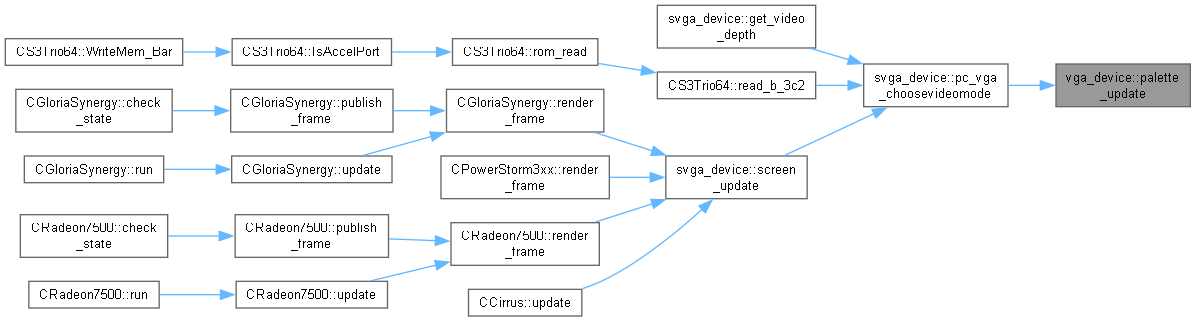 svga_device::get_video
_depth
CS3Trio64::WriteMem_Bar
CS3Trio64::IsAccelPort
CS3Trio64::rom_read
svga_device::pc_vga
_choosevideomode
vga_device::palette
_update
CS3Trio64::read_b_3c2
CGloriaSynergy::check
_state
CGloriaSynergy::publish
_frame
CGloriaSynergy::render
_frame
CGloriaSynergy::run
CGloriaSynergy::update
CPowerStorm3xx::render
_frame
svga_device::screen
_update
CRadeon7500::check
_state
CRadeon7500::publish
_frame
CRadeon7500::render
_frame
CRadeon7500::run
CRadeon7500::update
CCirrus::update